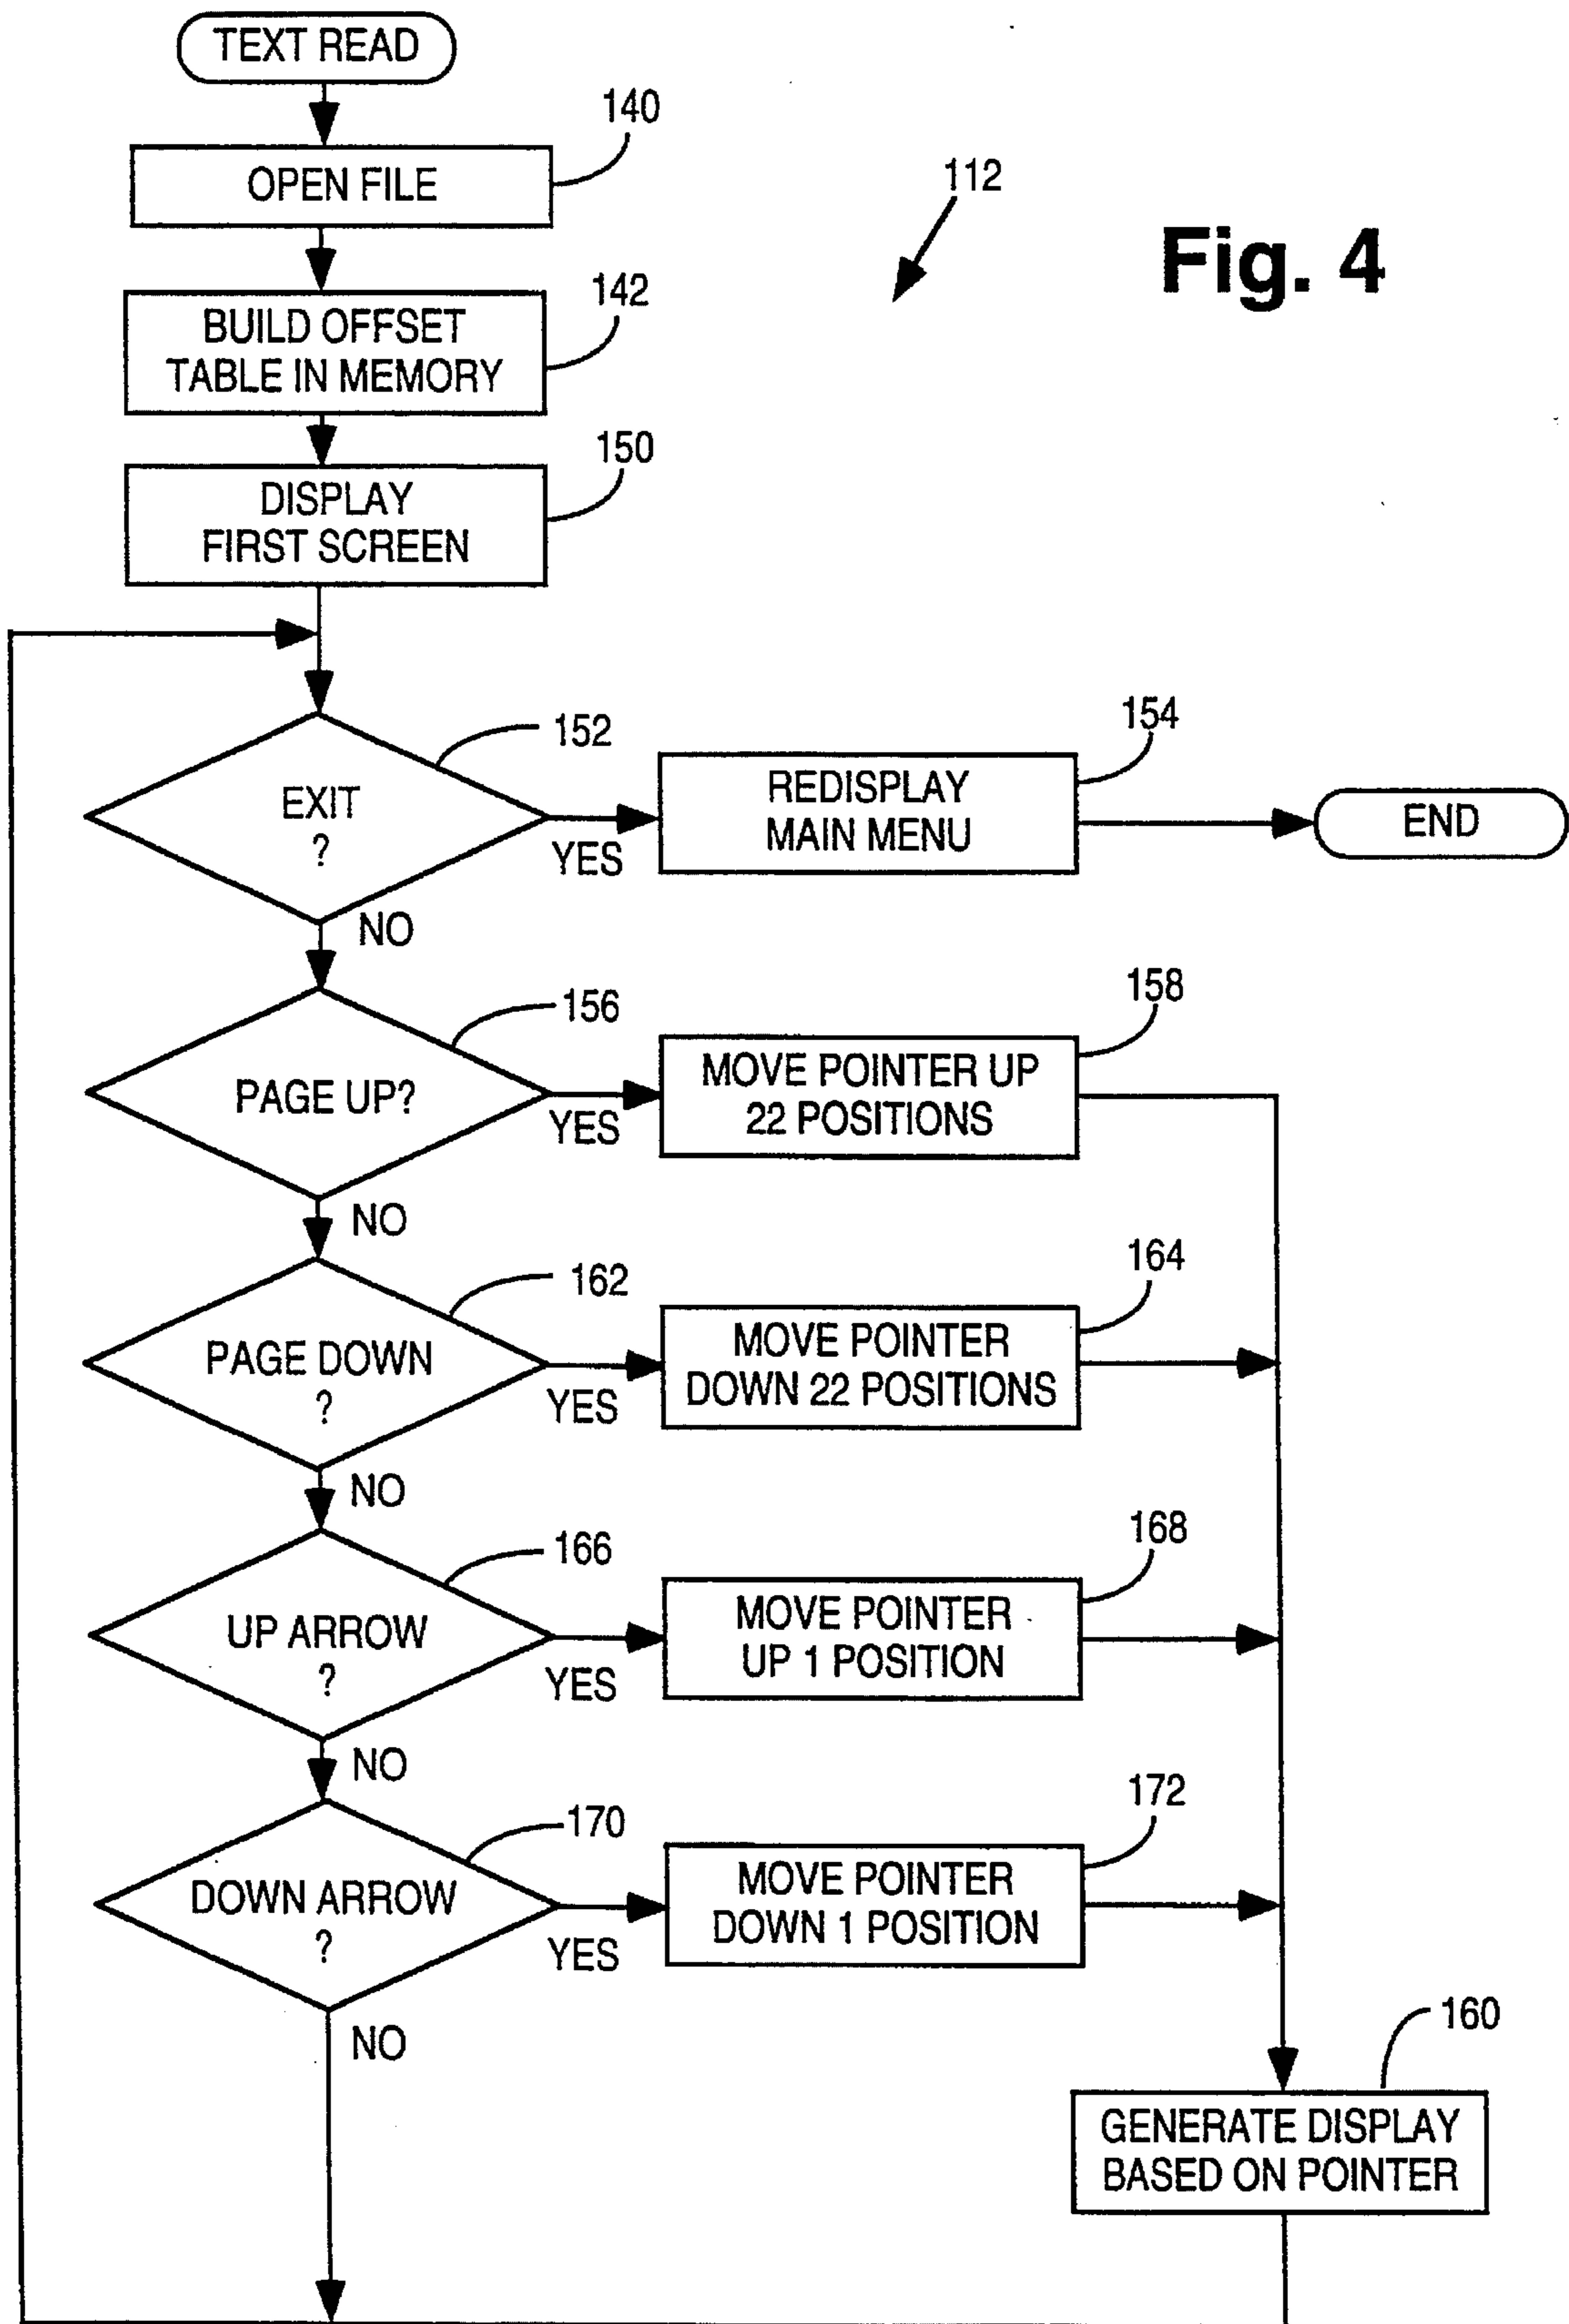 TEXT READ
140
OPEN FILE
112
Fig. 4
142
BUILD OFFSET
TABLE IN MEMORY
150
DISPLAY
FIRST SCREEN
152
EXIT
?
YES
NO
154
REDISPLAY
MAIN MENU
END
156
PAGE UP?
YES
NO
158
MOVE POINTER UP
22 POSITIONS
162
PAGE DOWN
?
YES
NO
164
MOVE POINTER
DOWN 22 POSITIONS
166
UP ARROW
?
YES
NO
168
MOVE POINTER
UP 1 POSITION
170
DOWN ARROW
?
YES
NO
172
MOVE POINTER
DOWN 1 POSITION
160
GENERATE DISPLAY
BASED ON POINTER